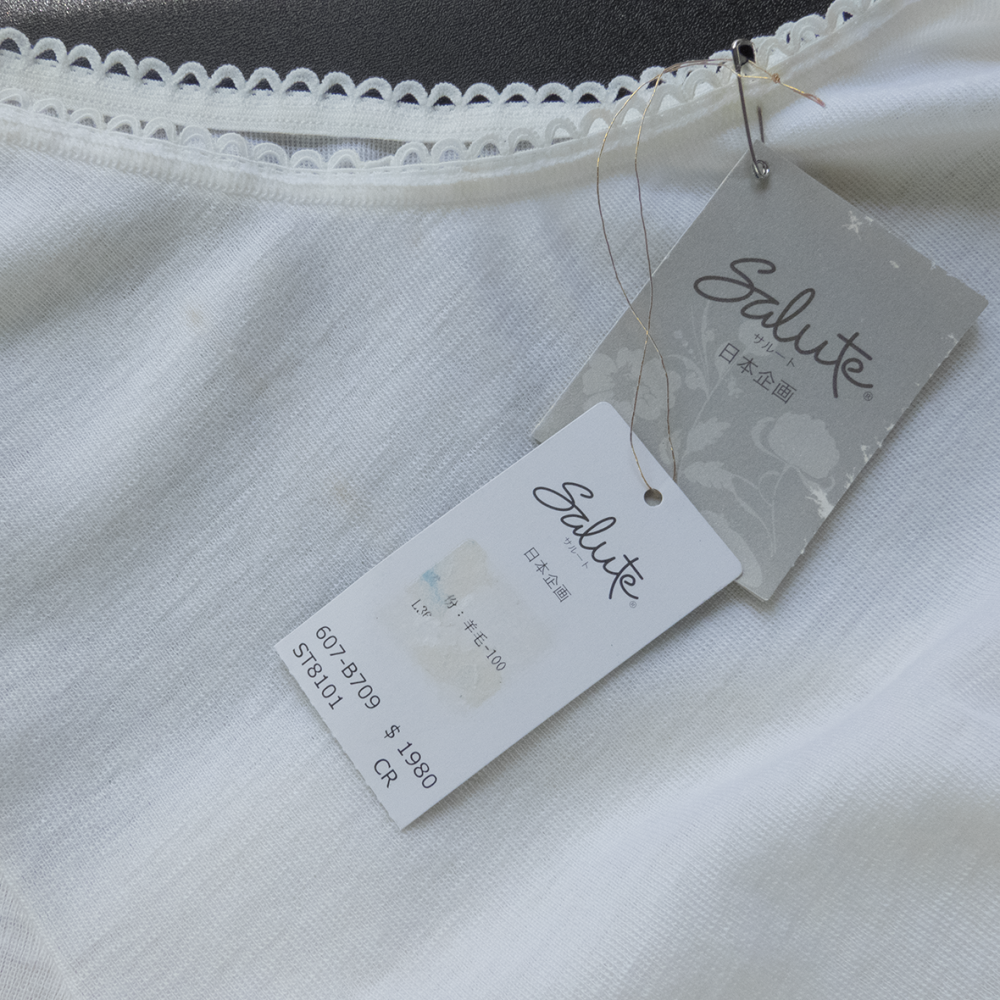 Salute®
サルート
日本企画
Salute®
サルート
日本企画
份：羊毛-100
607-B709
ST8101
$ 1980
CR